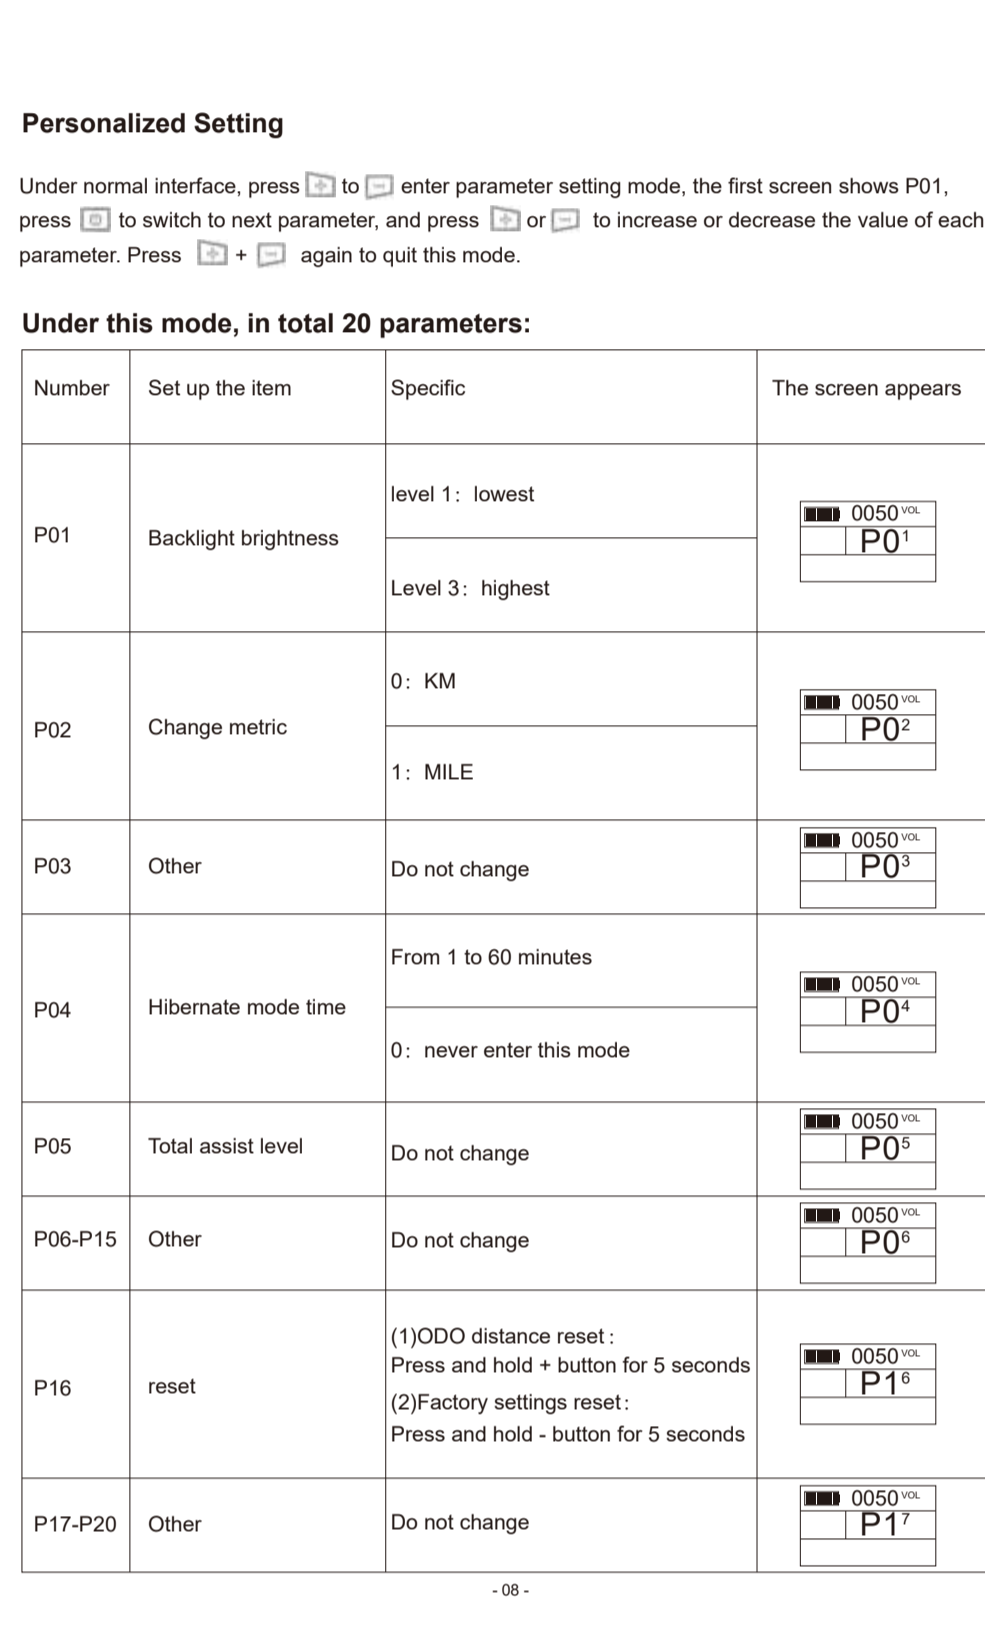 Personalized Setting
Under normal interface, press to enter parameter setting mode, the first screen shows P01,
press to switch to next parameter, and press or to increase or decrease the value of each
parameter. Press + again to quit this mode.
Under this mode, in total 20 parameters:
Number Set up the item Specific The screen appears
P01 Backlight brightness
level 1: lowest
Level 3: highest
0050 VOL
P01
P02 Change metric
0: KM
1: MILE
0050 VOL
P02
P03 Other Do not change
0050 VOL
P03
P04 Hibernate mode time
From 1 to 60 minutes
0: never enter this mode
0050 VOL
P04
P05 Total assist level Do not change
0050 VOL
P05
P06-P15 Other Do not change
0050 VOL
P06
P16 reset
(1)ODO distance reset:
Press and hold + button for 5 seconds
(2)Factory settings reset:
Press and hold - button for 5 seconds
0050 VOL
P16
P17-P20 Other Do not change
0050 VOL
P17
- 08 -